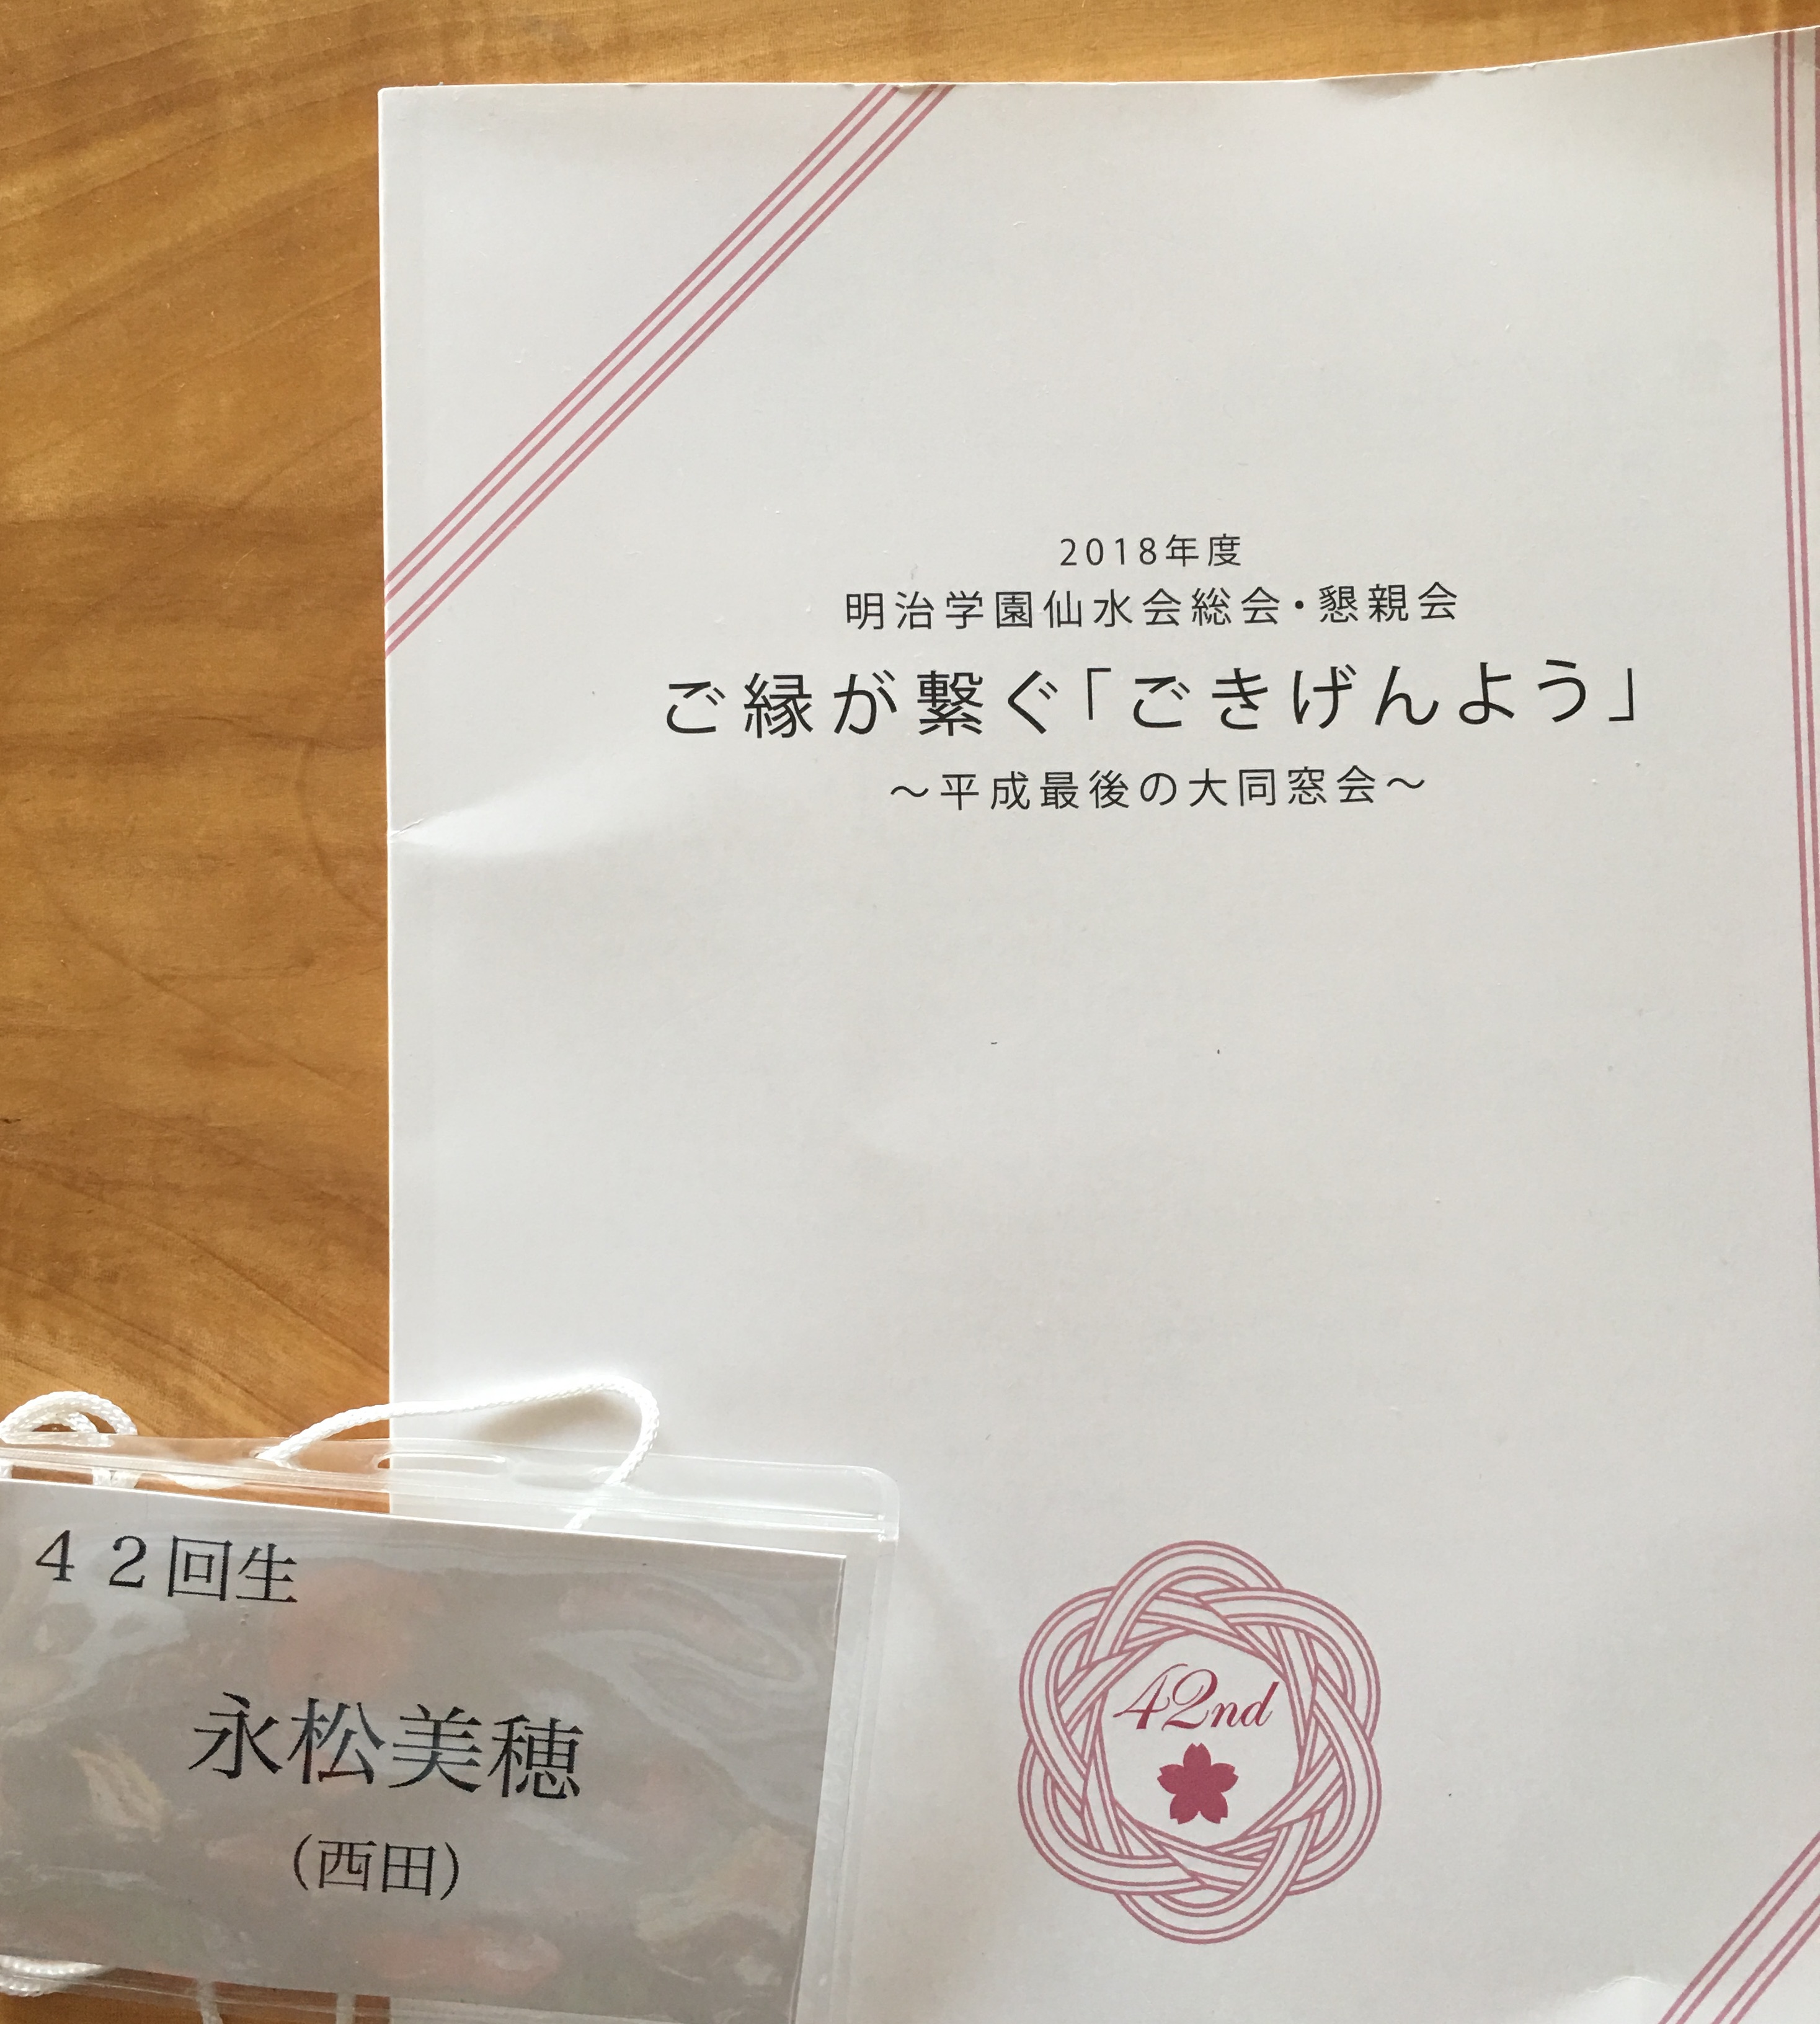 2018年度
明治学園仙水会総会・懇親会
ご縁が繋ぐ「ごきげんよう」
～平成最後の大同窓会～
42nd
４２回生
永松美穂
（西田）